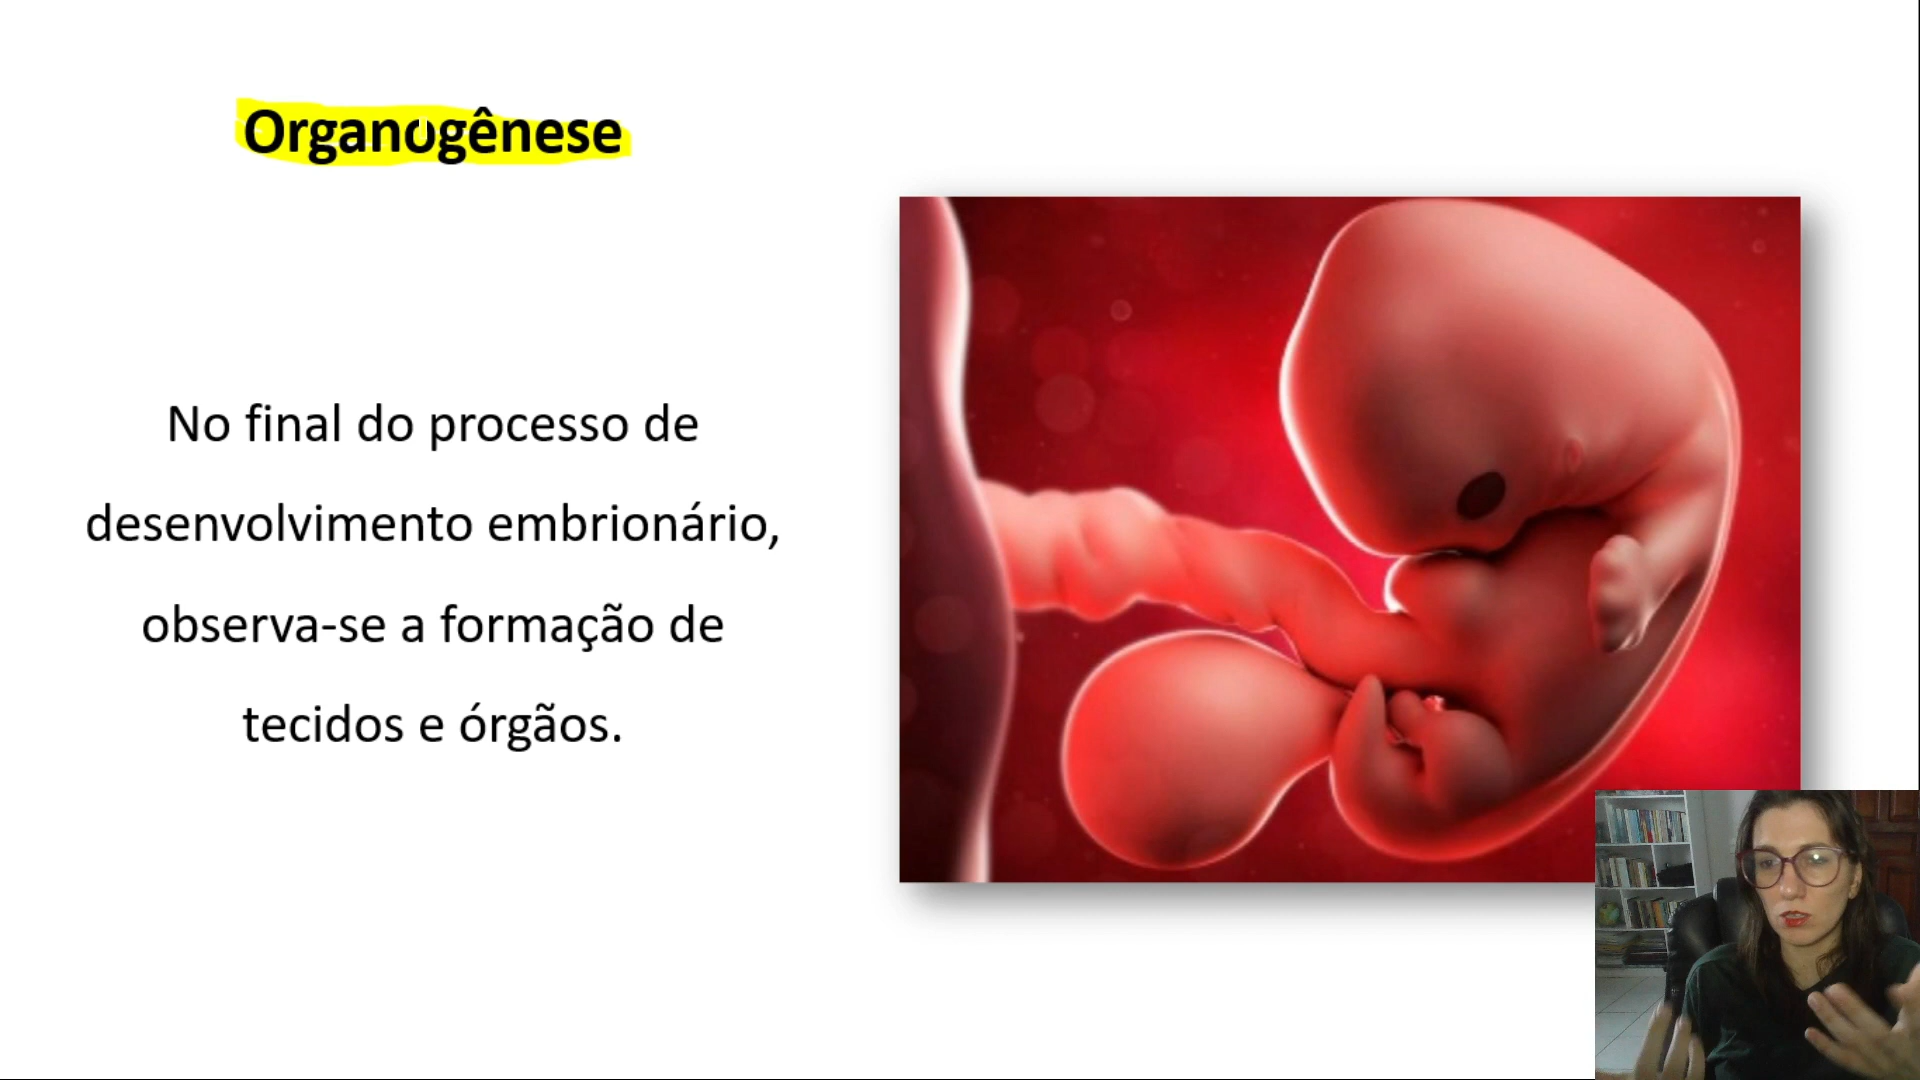 Organogênese
No final do processo de
desenvolvimento embrionário,
observa-se a formação de
tecidos e órgãos.